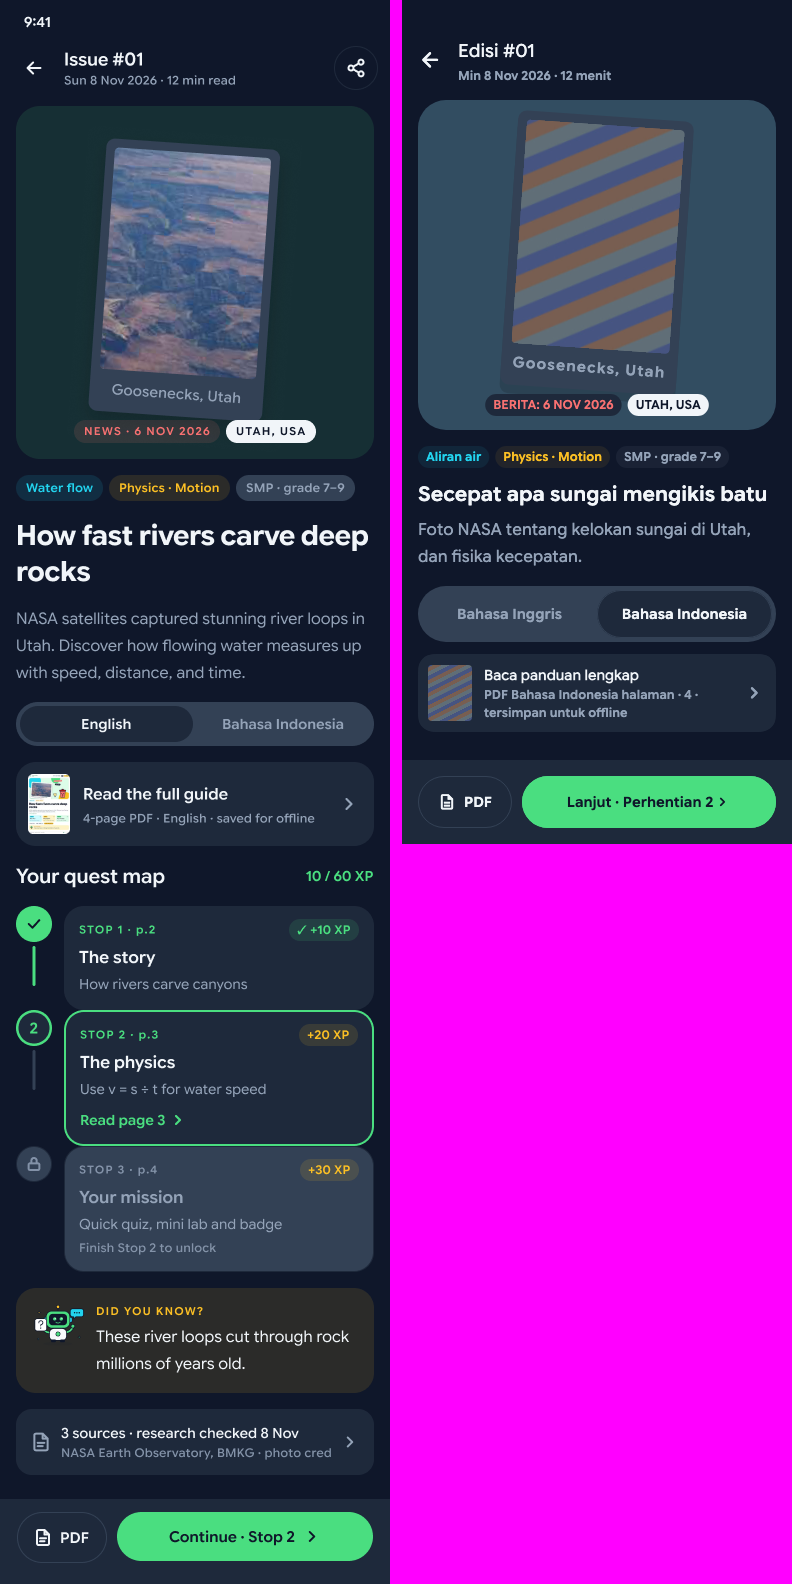 9:41
Issue #01
Sun 8 Nov 2026 · 12 min read
Goosenecks, Utah
NEWS · 6 NOV 2026
UTAH, USA
Water flow
Physics · Motion
SMP · grade 7–9
How fast rivers carve deep
rocks
NASA satellites captured stunning river loops in
Utah. Discover how flowing water measures up
with speed, distance, and time.
English
Bahasa Indonesia
Read the full guide
4-page PDF · English · saved for offline
Your quest map
10 / 60 XP
STOP 1 · p.2
✓ +10 XP
The story
How rivers carve canyons
2
STOP 2 · p.3
+20 XP
The physics
Use v = s ÷ t for water speed
Read page 3
STOP 3 · p.4
+30 XP
Your mission
Quick quiz, mini lab and badge
Finish Stop 2 to unlock
?
DID YOU KNOW?
These river loops cut through rock
millions of years old.
3 sources · research checked 8 Nov
NASA Earth Observatory, BMKG · photo cred
PDF
Continue · Stop 2
Edisi #01
Min 8 Nov 2026 · 12 menit
Goosenecks, Utah
BERITA: 6 NOV 2026
UTAH, USA
Aliran air
Physics · Motion
SMP · grade 7–9
Secepat apa sungai mengikis batu
Foto NASA tentang kelokan sungai di Utah,
dan fisika kecepatan.
Bahasa Inggris
Bahasa Indonesia
Baca panduan lengkap
PDF Bahasa Indonesia halaman · 4 ·
tersimpan untuk offline
PDF
Lanjut · Perhentian 2